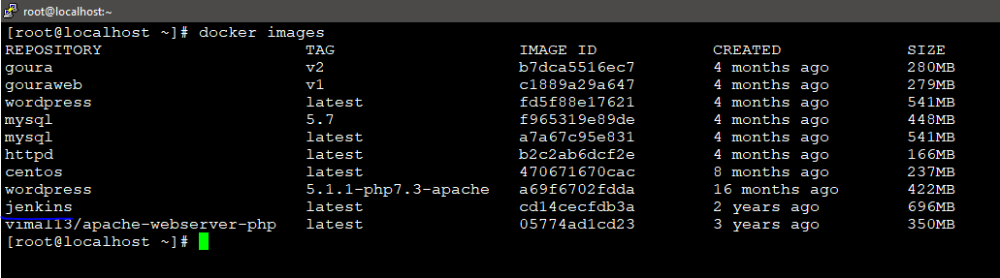 root@localhost:~
[root@localhost ~]# docker images
REPOSITORY TAG IMAGE ID CREATED SIZE
goura v2 b7dca5516ec7 4 months ago 280MB
gouraweb v1 c1889a29a647 4 months ago 279MB
wordpress latest fd5f88e17621 4 months ago 541MB
mysql 5.7 f965319e89de 4 months ago 448MB
mysql latest a7a67c95e831 4 months ago 541MB
httpd latest b2c2ab6dcf2e 4 months ago 166MB
centos latest 470671670cac 8 months ago 237MB
wordpress 5.1.1-php7.3-apache a69f6702fdda 16 months ago 422MB
jenkins latest cd14cecfdb3a 2 years ago 696MB
vimal13/apache-webserver-php latest 05774ad1cd23 3 years ago 350MB
[root@localhost ~]#